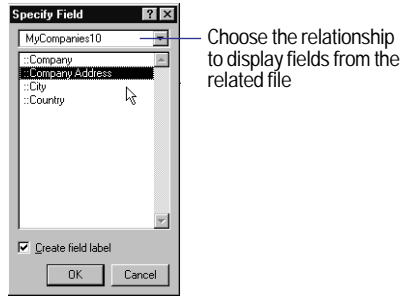 Specify Field
MyCompanies10
Choose the relationship
to display fields from the
related file
::Company
::Company Address
::City
::Country
Create field label
OK
Cancel